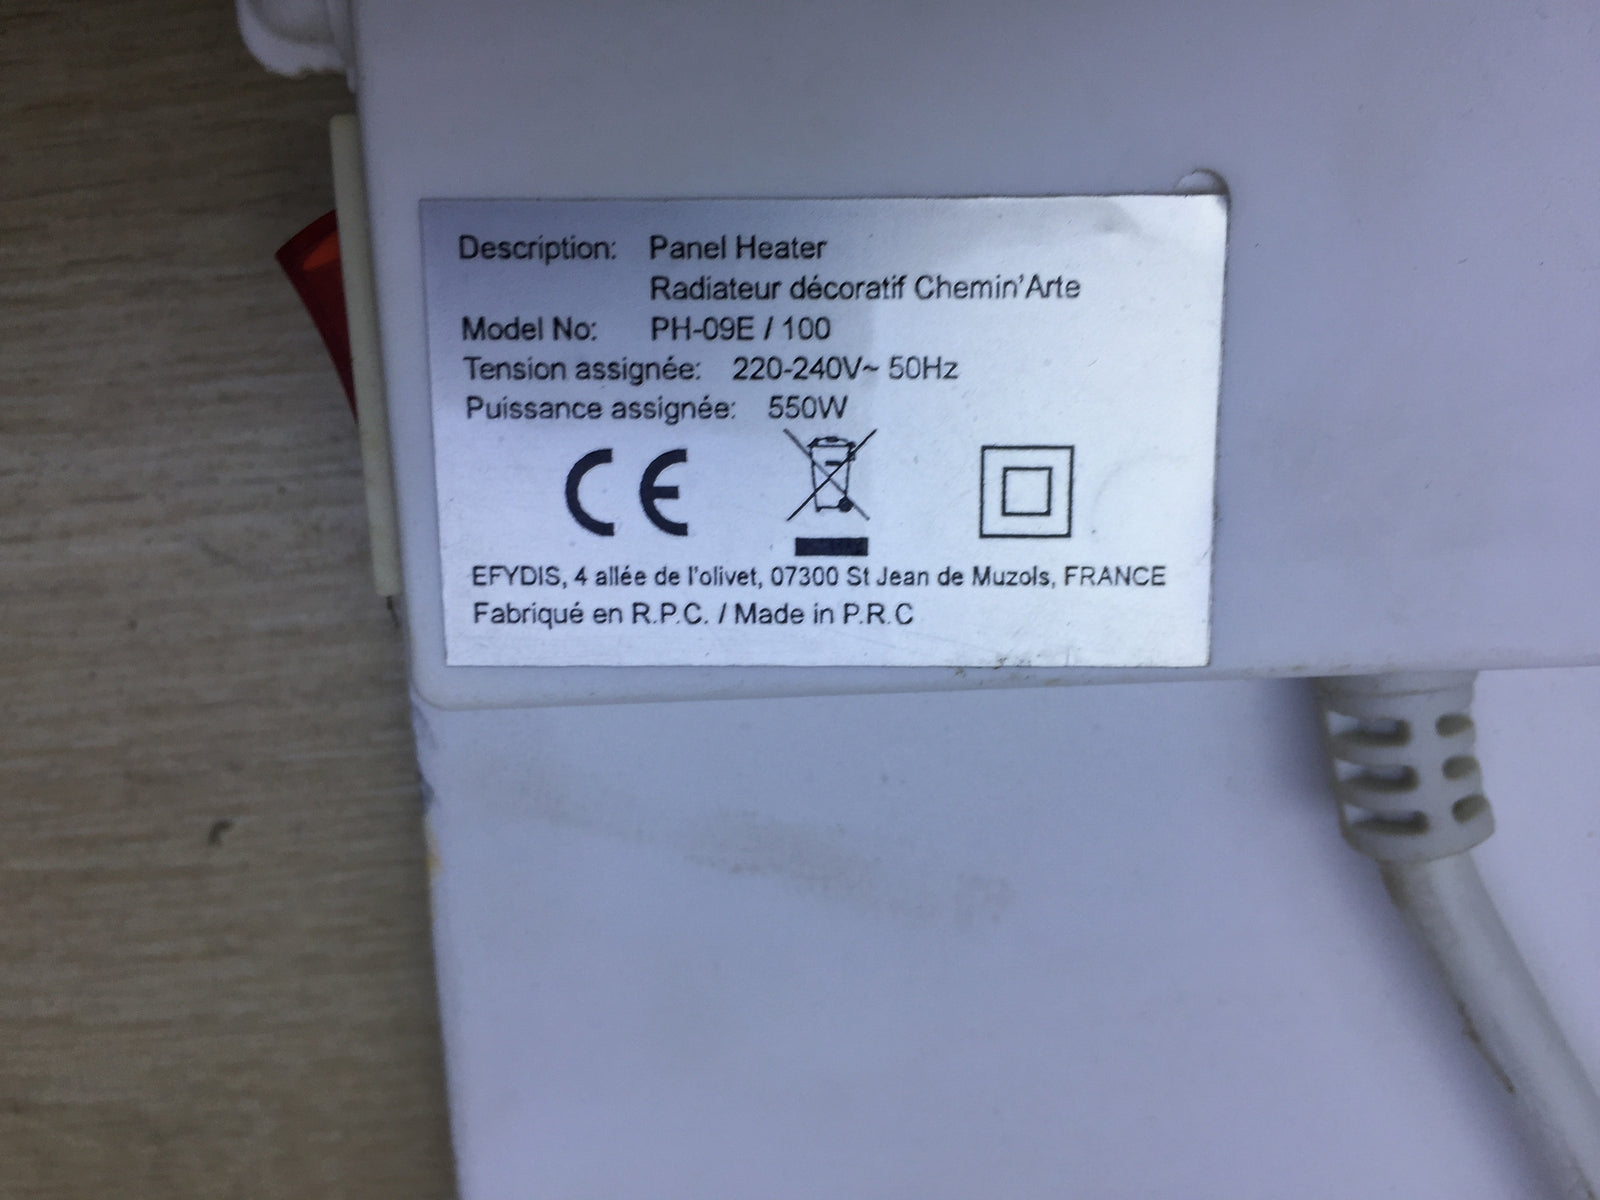 Description: Panel Heater
Radiateur décoratif Chemin'Arte
Model No: PH-09E / 100
Tension assignée: 220-240V~ 50Hz
Puissance assignée: 550W
CE
EFYDIS, 4 allée de l'olivet, 07300 St Jean de Muzols, FRANCE
Fabriqué en R.P.C. / Made in P.R.C